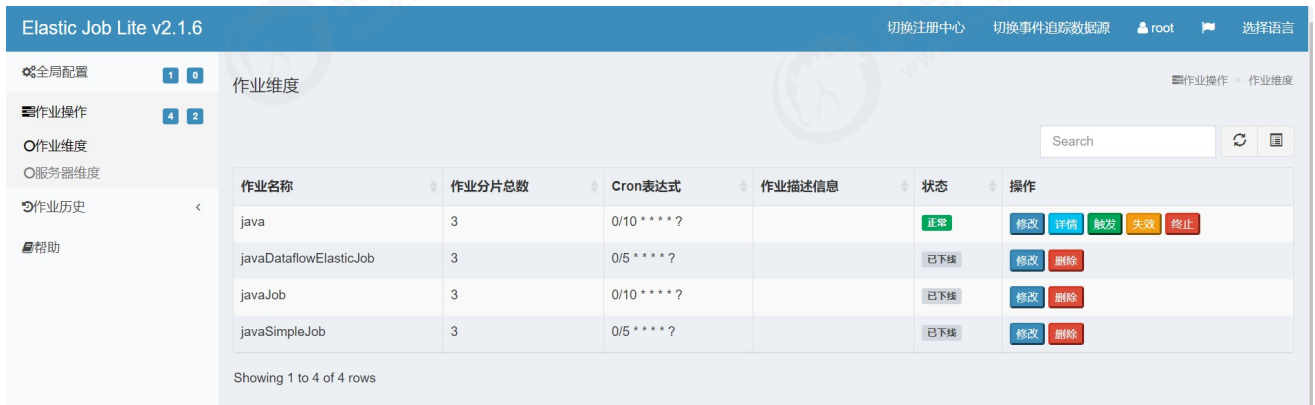 Elastic Job Lite v2.1.6 切换注册中心 切换事件追踪数据源 root 选择语言
全局配置 1 0
作业维度
作业操作 > 作业维度
作业操作 4 2
作业维度
服务器维度
作业历史
帮助
Search
作业名称 作业分片总数 Cron表达式 作业描述信息 状态 操作
java 3 0/10 * * * * ? 正常 修改 详情 触发 失效 终止
javaDataflowElasticJob 3 0/5 * * * * ? 已下线 修改 删除
javaJob 3 0/10 * * * * ? 已下线 修改 删除
javaSimpleJob 3 0/5 * * * * ? 已下线 修改 删除
Showing 1 to 4 of 4 rows